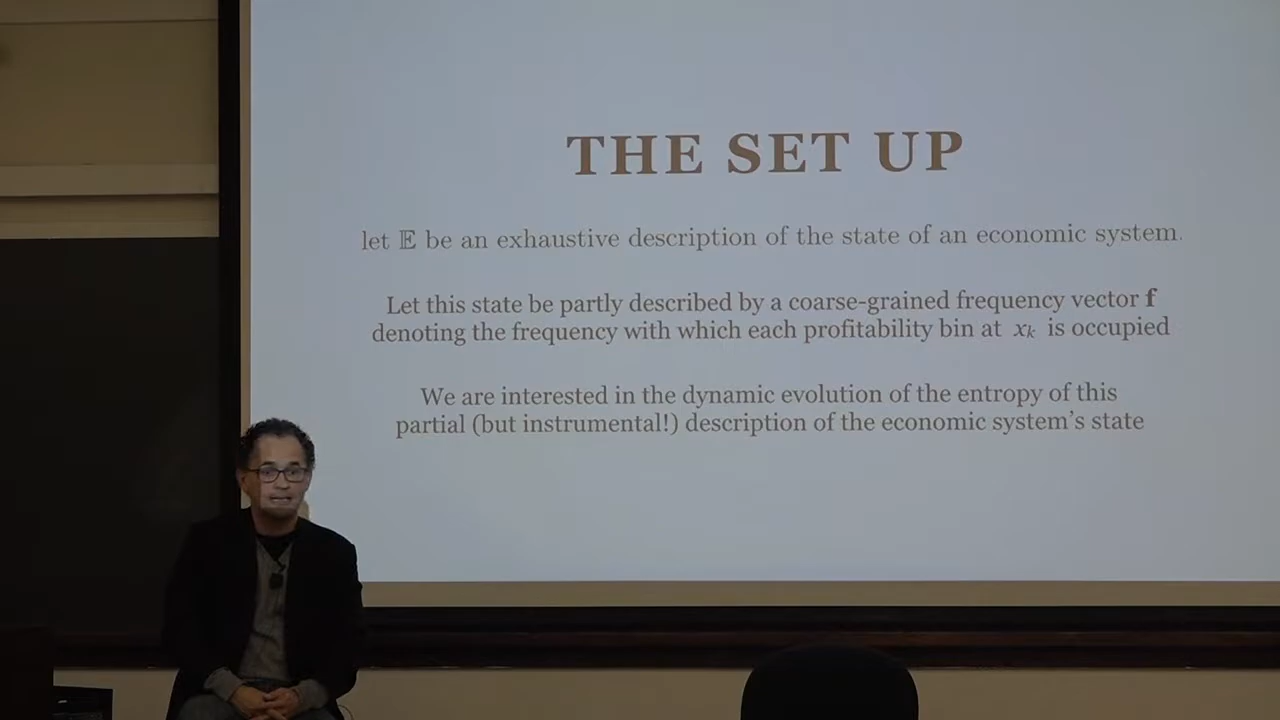 THE SET UP
let 𝔼 be an exhaustive description of the state of an economic system.
Let this state be partly described by a coarse-grained frequency vector f
denoting the frequency with which each profitability bin at xₖ is occupied
We are interested in the dynamic evolution of the entropy of this
partial (but instrumental!) description of the economic system’s state